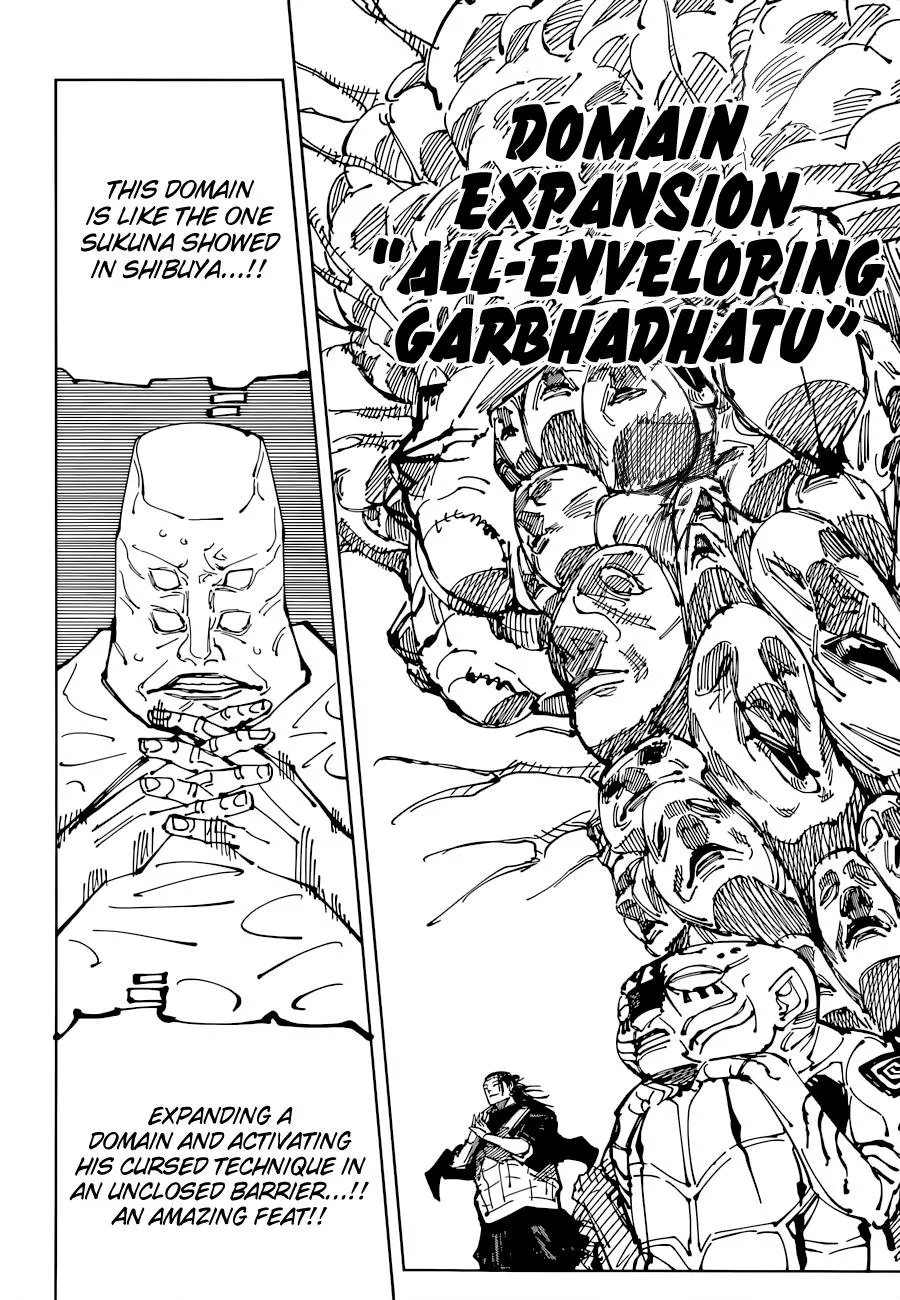 DOMAIN
EXPANSION
"ALL-ENVELOPING
GARBHADHATU"
THIS DOMAIN
IS LIKE THE ONE
SUKUNA SHOWED
IN SHIBUYA...!!
EXPANDING A
DOMAIN AND ACTIVATING
HIS CURSED TECHNIQUE IN
AN UNCLOSED BARRIER...!!
AN AMAZING FEAT!!